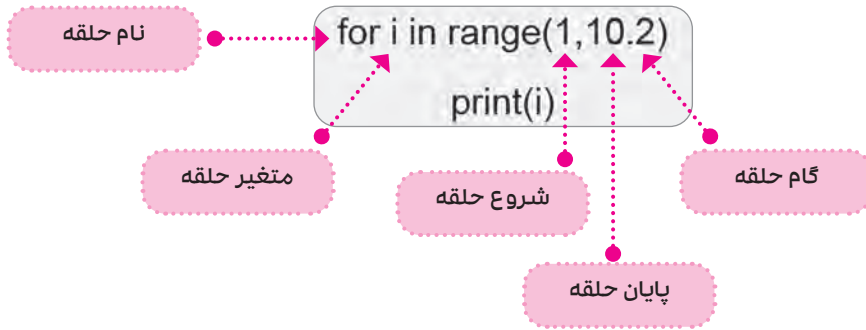 نام حلقه
for i in range(1,10.2)
print(i)
متغیر حلقه
شروع حلقه
گام حلقه
پایان حلقه